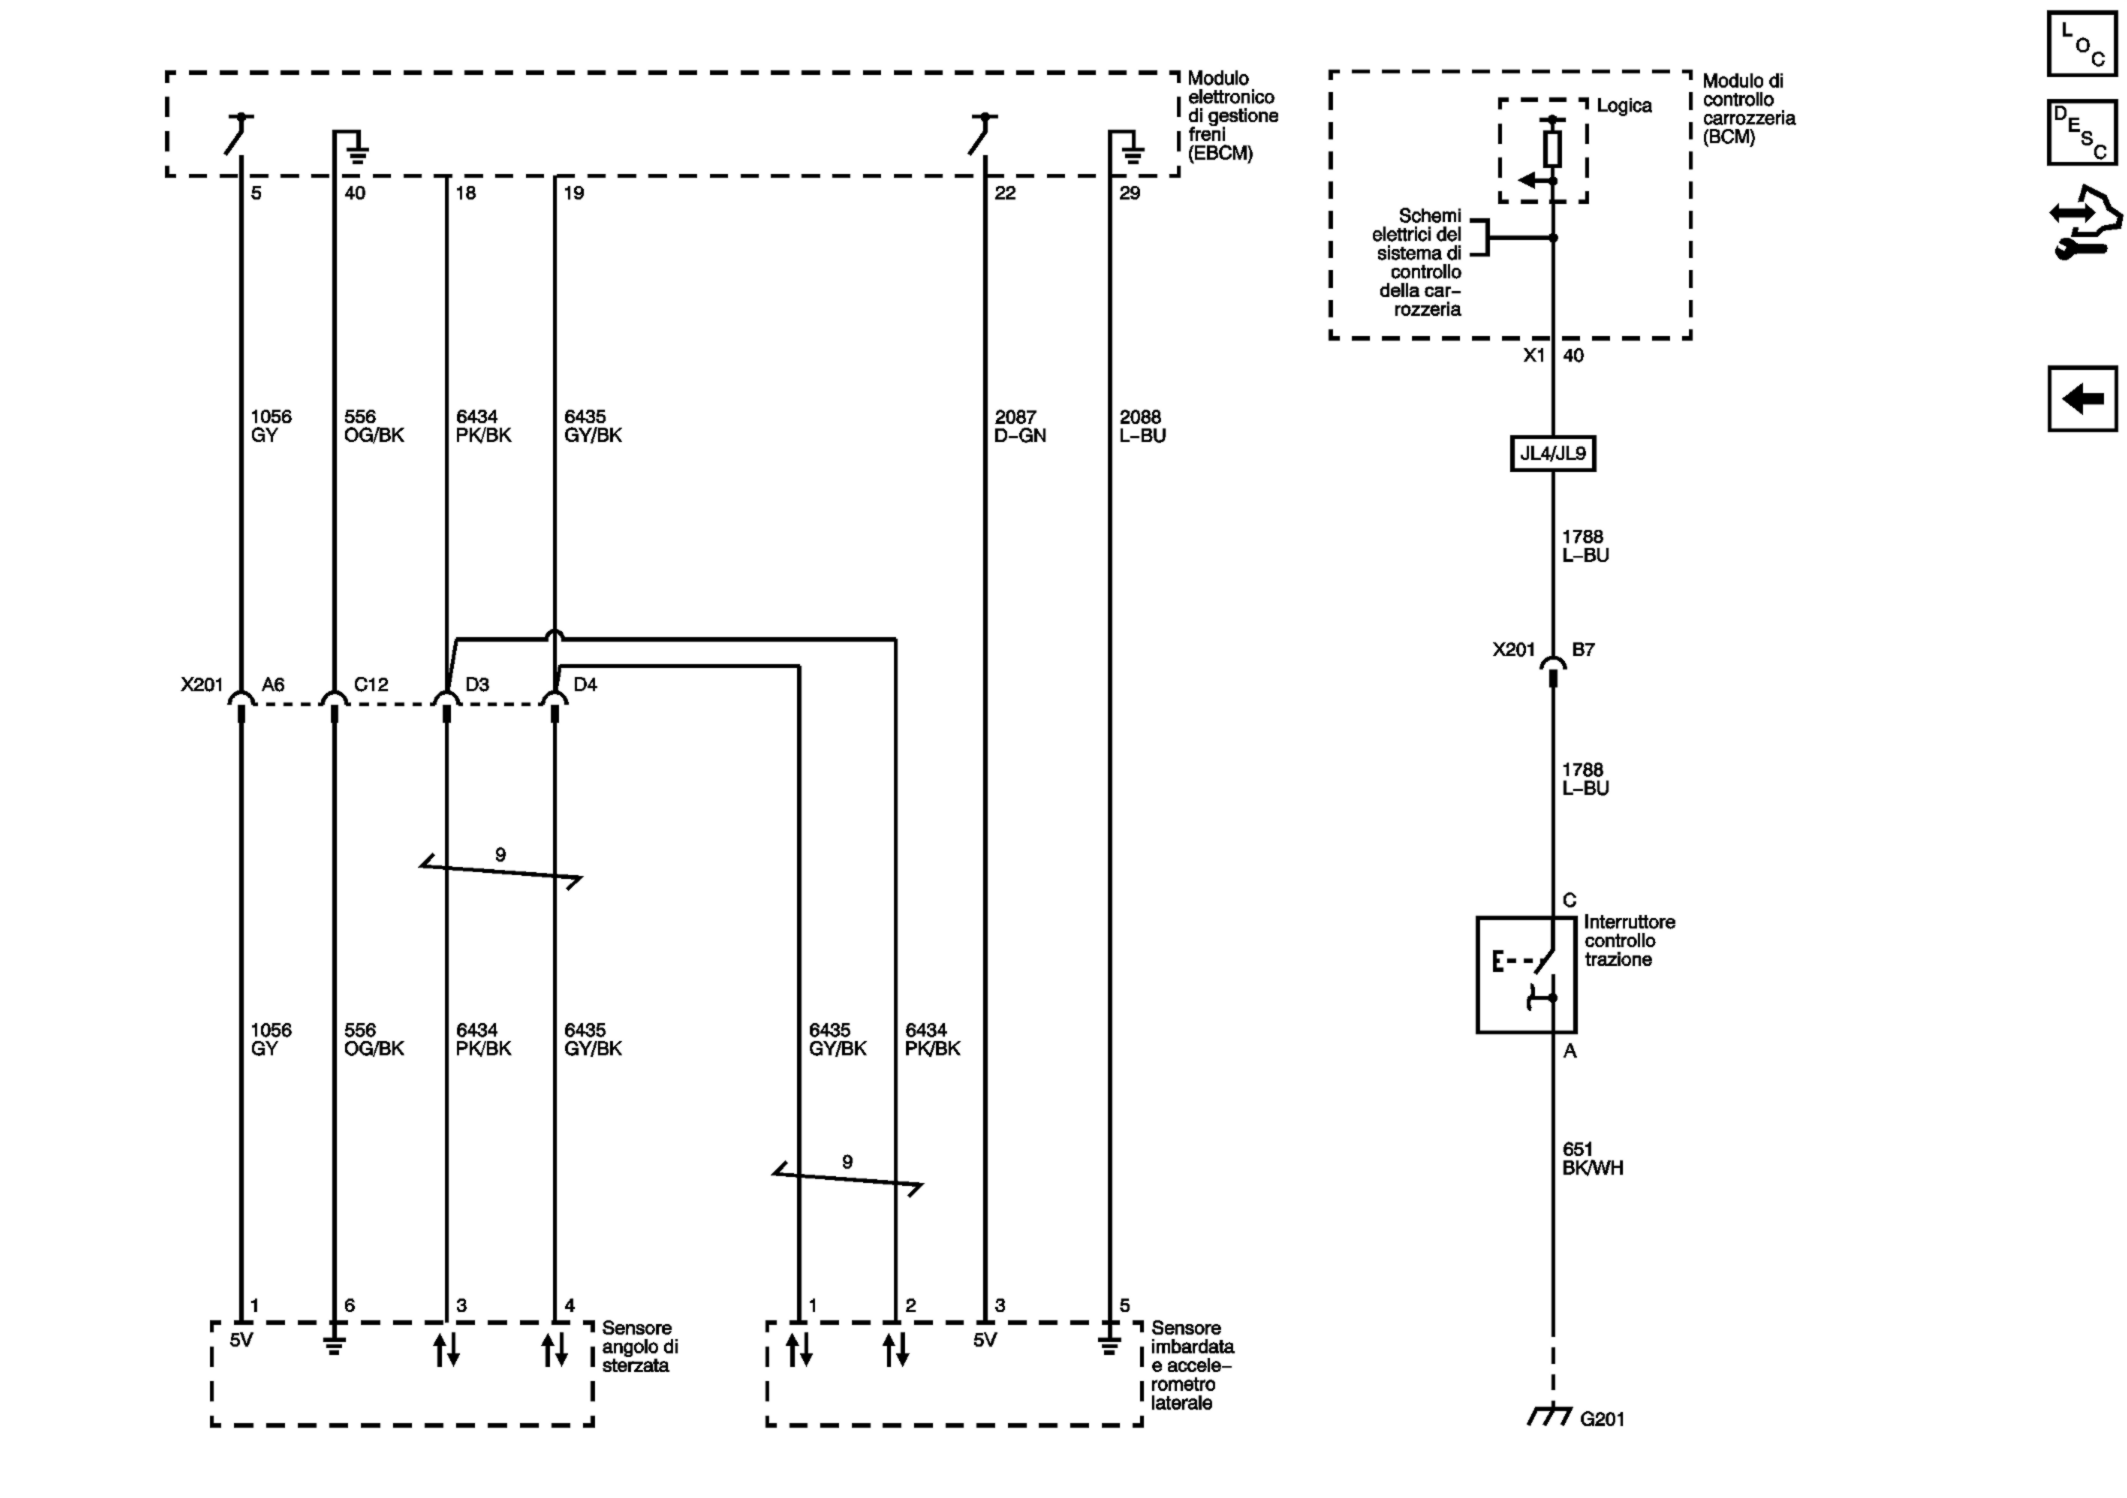 Modulo
elettronico
di gestione
freni
(EBCM)
5
40
18
19
22
29
1056
GY
556
OG/BK
6434
PK/BK
6435
GY/BK
2087
D-GN
2088
L-BU
X201
A6
C12
D3
D4
9
1056
GY
556
OG/BK
6434
PK/BK
6435
GY/BK
6435
GY/BK
6434
PK/BK
9
1
6
3
4
1
2
3
5
5V
Sensore
angolo di
sterzata
5V
Sensore
imbardata
e accele-
rometro
laterale
Modulo di
controllo
carrozzeria
(BCM)
Logica
Schemi
elettrici del
sistema di
controllo
della car-
rozzeria
X1
40
JL4/JL9
1788
L-BU
X201
B7
1788
L-BU
C
Interruttore
controllo
trazione
A
651
BK/WH
G201
LOC
DESC